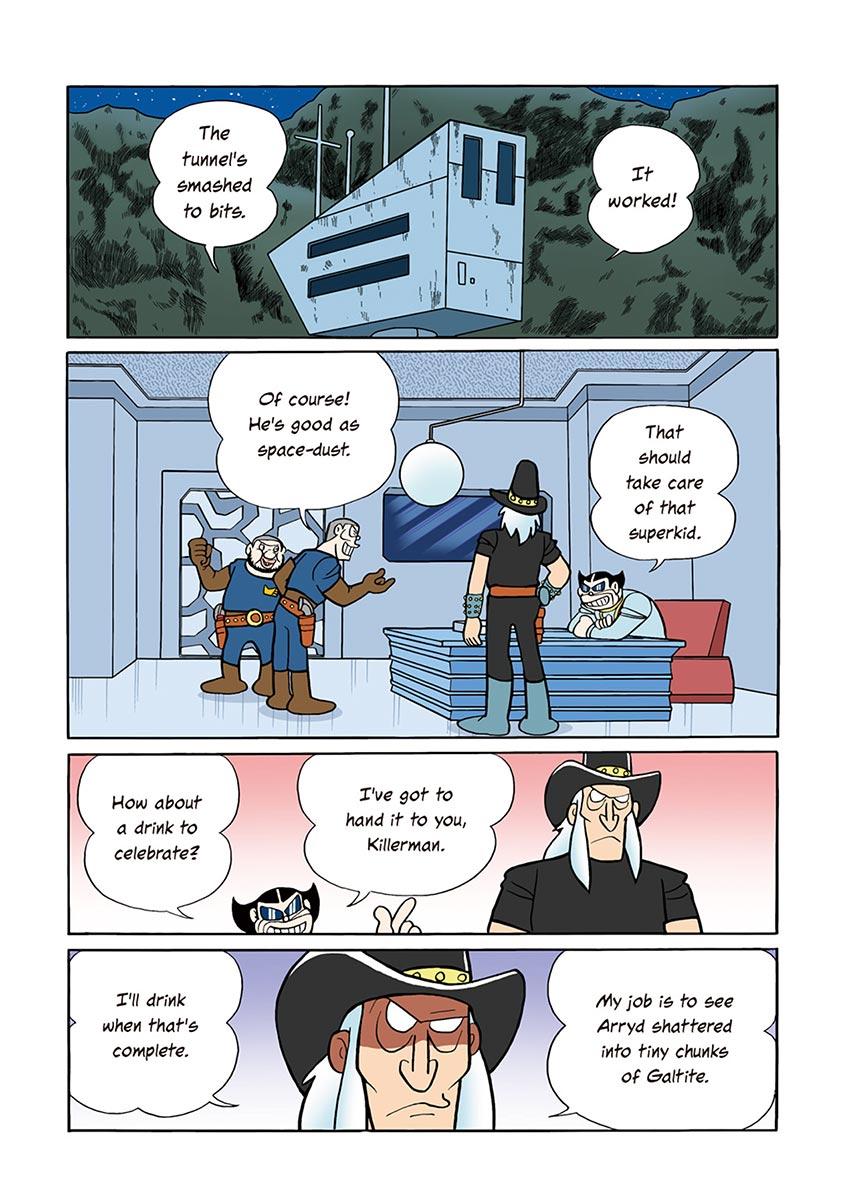 It
worked!
The
tunnel's
smashed
to bits.
That
should
take care
of that
superkid.
Of course!
He's good as
space-dust.
I've got to
hand it to you,
Killerman.
How about
a drink to
celebrate?
My job is to see
Arryd shattered
into tiny chunks
of Galtite.
I'll drink
when that's
complete.